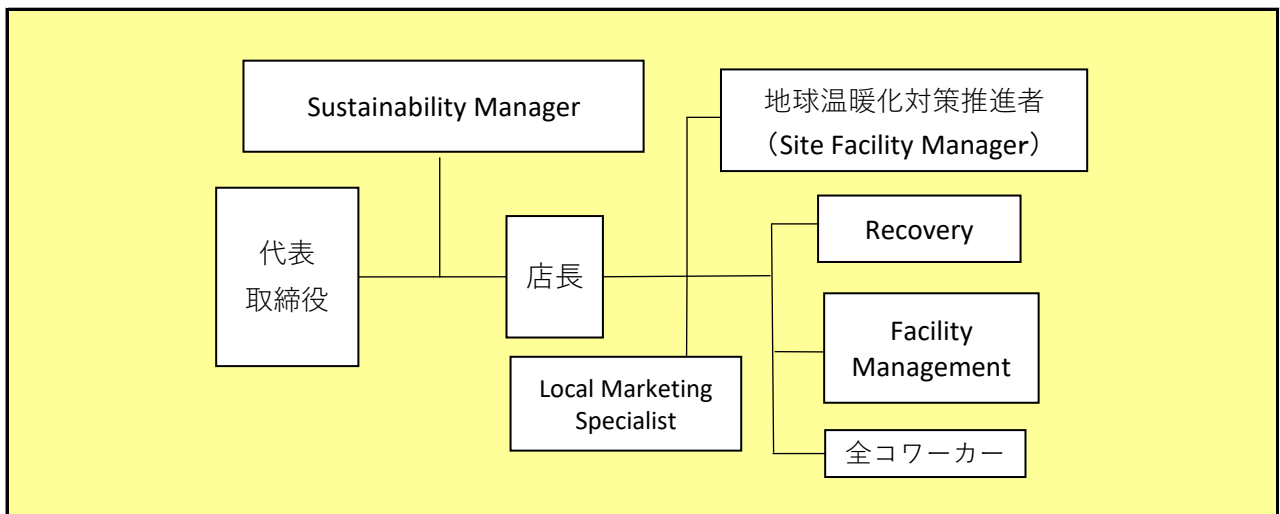 Sustainability Manager
地球温暖化対策推進者
（Site Facility Manager）
代表
取締役
店長
Recovery
Facility
Management
Local Marketing
Specialist
全コワーカー